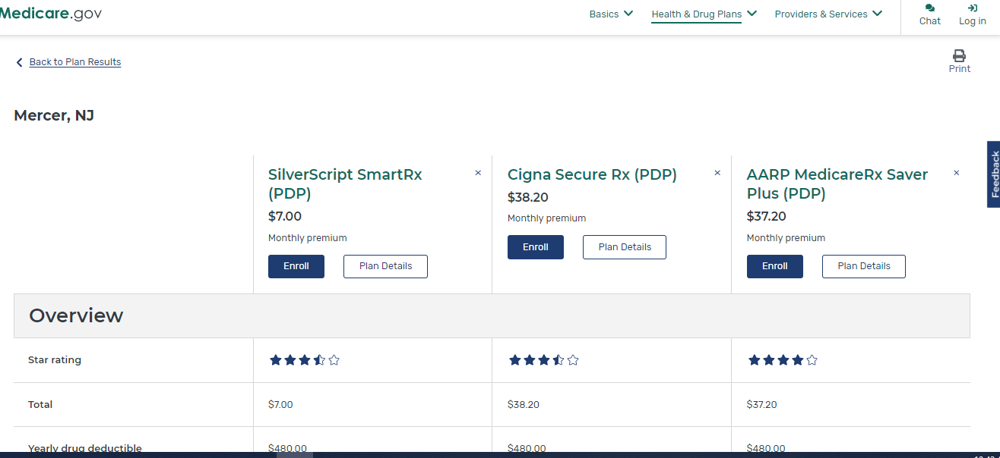 Medicare.gov
Basics
Health & Drug Plans
Providers & Services
Chat
Log in
Back to Plan Results
Print
Mercer, NJ
Feedback
SilverScript SmartRx
(PDP)
$7.00
Monthly premium
Enroll
Plan Details
Cigna Secure Rx (PDP)
$38.20
Monthly premium
Enroll
Plan Details
AARP MedicareRx Saver
Plus (PDP)
$37.20
Monthly premium
Enroll
Plan Details
Overview
Star rating
Total $7.00 $38.20 $37.20
Yearly drug deductible $480.00 $480.00 $480.00